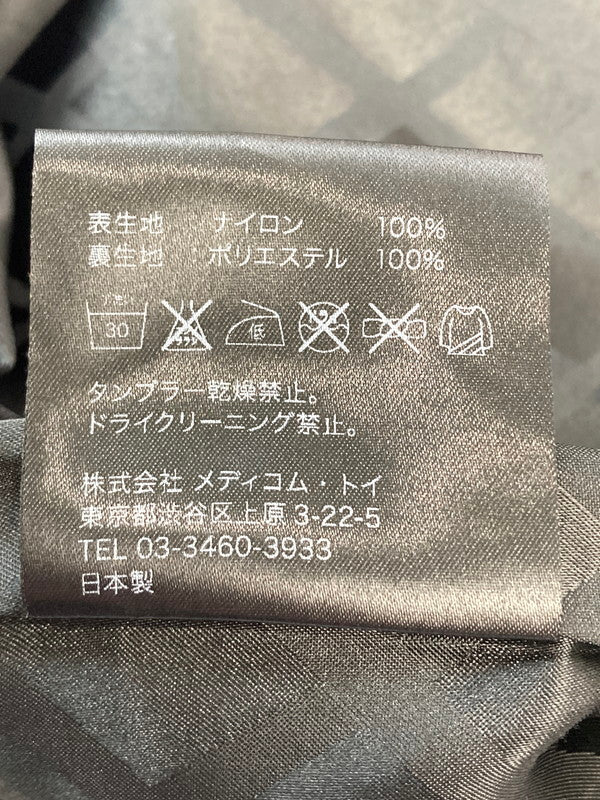 表生地 ナイロン 100%
裏生地 ポリエステル 100%
手モミ 30 低
タンブラー乾燥禁止。
ドライクリーニング禁止。
株式会社 メディコム・トイ
東京都渋谷区上原 3-22-5
TEL 03-3460-3933
日本製